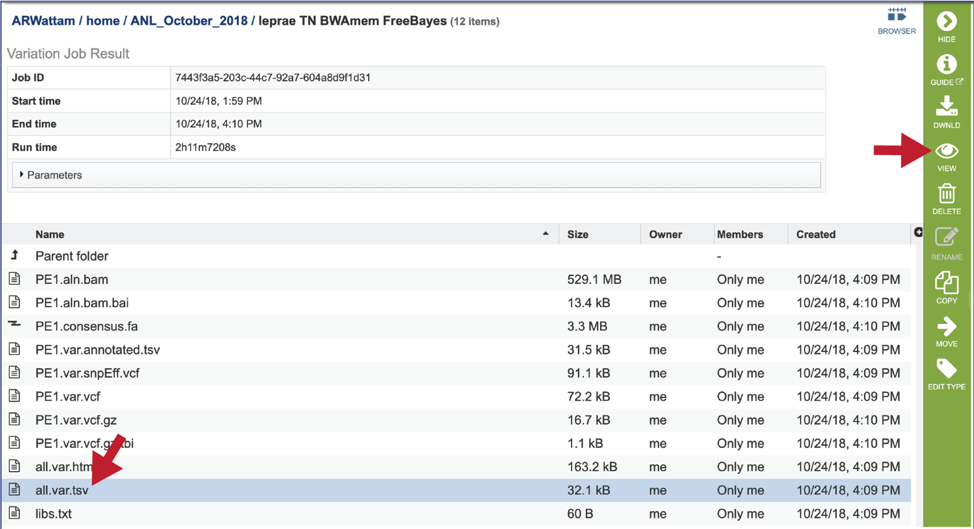 ARWattam / home / ANL_October_2018 / leprae TN BWAmem FreeBayes (12 items)
BROWSER
Variation Job Result
Job ID 7443f3a5-203c-44c7-92a7-604a8d9f1d31
Start time 10/24/18, 1:59 PM
End time 10/24/18, 4:10 PM
Run time 2h11m7208s
Parameters
Name Size Owner Members Created
Parent folder -
PE1.aln.bam 529.1 MB me Only me 10/24/18, 4:09 PM
PE1.aln.bam.bai 13.4 kB me Only me 10/24/18, 4:10 PM
PE1.consensus.fa 3.3 MB me Only me 10/24/18, 4:09 PM
PE1.var.annotated.tsv 31.5 kB me Only me 10/24/18, 4:09 PM
PE1.var.snpEff.vcf 91.1 kB me Only me 10/24/18, 4:09 PM
PE1.var.vcf 72.2 kB me Only me 10/24/18, 4:09 PM
PE1.var.vcf.gz 16.7 kB me Only me 10/24/18, 4:10 PM
1.1 kB me Only me 10/24/18, 4:10 PM
163.2 kB me Only me 10/24/18, 4:09 PM
all.var.tsv 32.1 kB me Only me 10/24/18, 4:09 PM
libs.txt 60 B me Only me 10/24/18, 4:09 PM
HIDE
GUIDE
DWNLD
VIEW
DELETE
RENAME
COPY
MOVE
EDIT TYPE